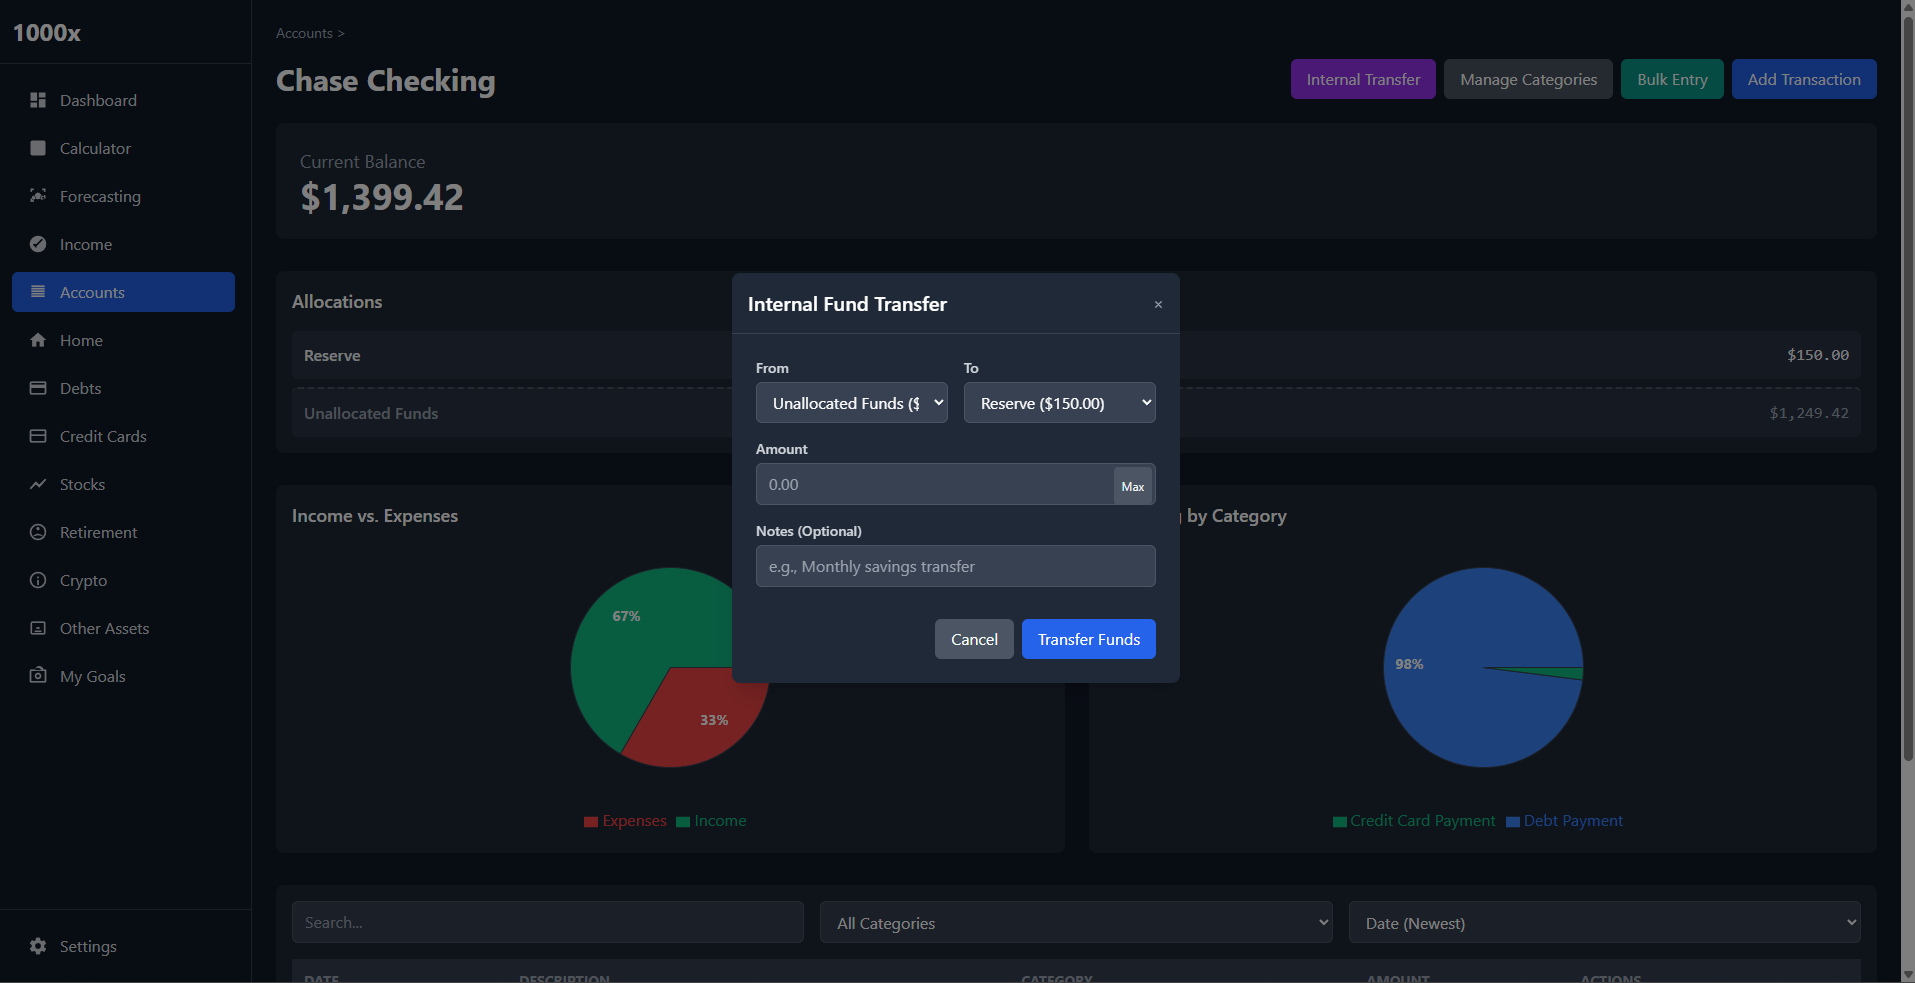 1000x
Dashboard
Calculator
Forecasting
Income
Accounts
Home
Debts
Credit Cards
Stocks
Retirement
Crypto
Other Assets
My Goals
Settings
Accounts >
Chase Checking
Internal Transfer
Manage Categories
Bulk Entry
Add Transaction
Current Balance
$1,399.42
Allocations
Reserve
$150.00
Unallocated Funds
$1,249.42
Internal Fund Transfer
×
From
To
Unallocated Funds ($
Reserve ($150.00)
Amount
0.00
Max
Notes (Optional)
e.g., Monthly savings transfer
Cancel
Transfer Funds
Income vs. Expenses
67%
33%
Expenses
Income
by Category
98%
Credit Card Payment
Debt Payment
Search...
All Categories
Date (Newest)
DATE
DESCRIPTION
CATEGORY
AMOUNT
ACTIONS